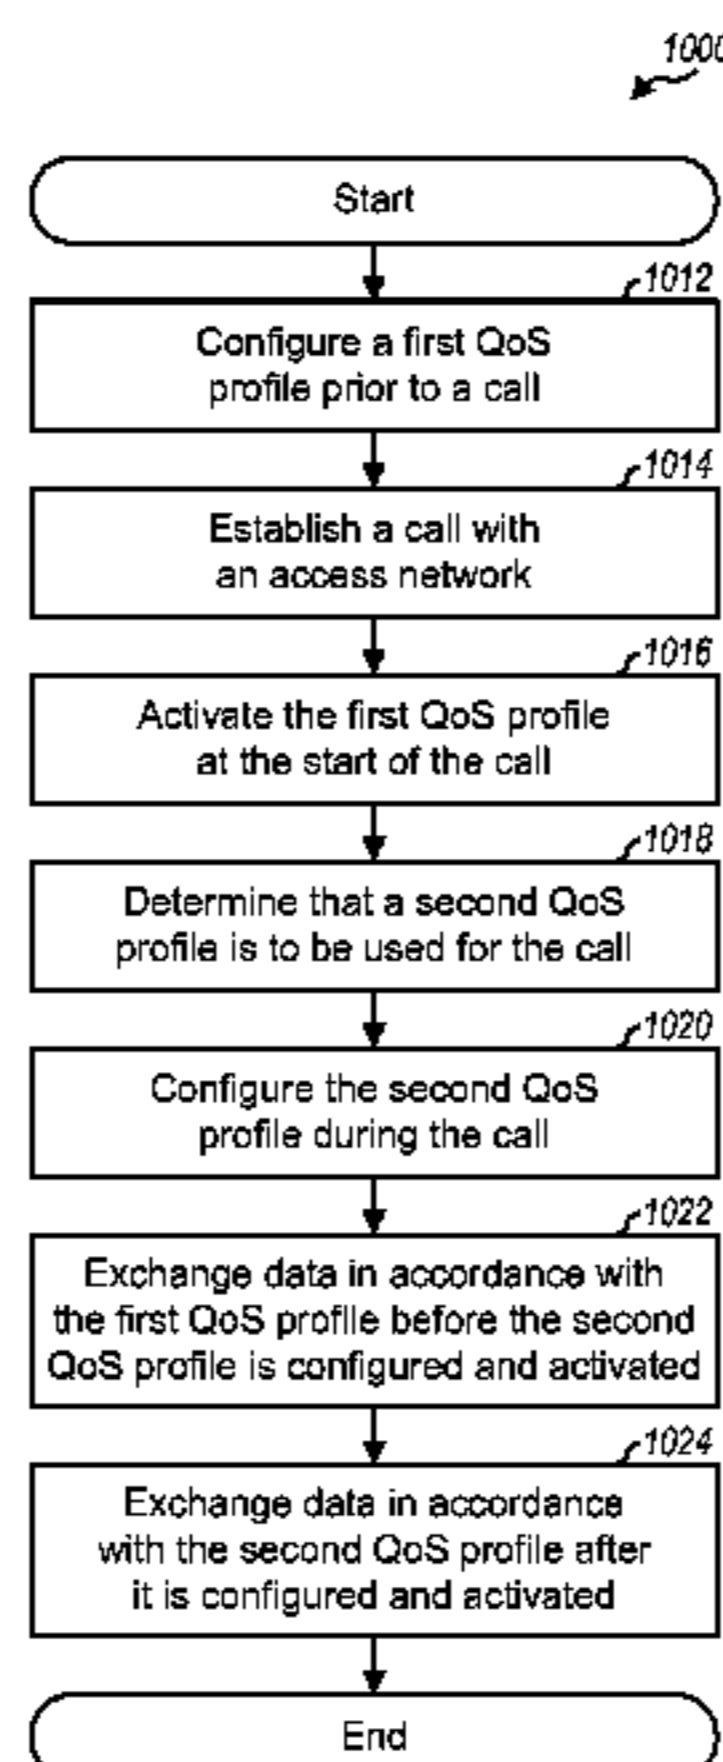 1000
Start
1012
Configure a first QoS
profile prior to a call
1014
Establish a call with
an access network
1016
Activate the first QoS profile
at the start of the call
1018
Determine that a second QoS
profile is to be used for the call
1020
Configure the second QoS
profile during the call
1022
Exchange data in accordance with
the first QoS profile before the second
QoS profile is configured and activated
1024
Exchange data in accordance
with the second QoS profile after
it is configured and activated
End